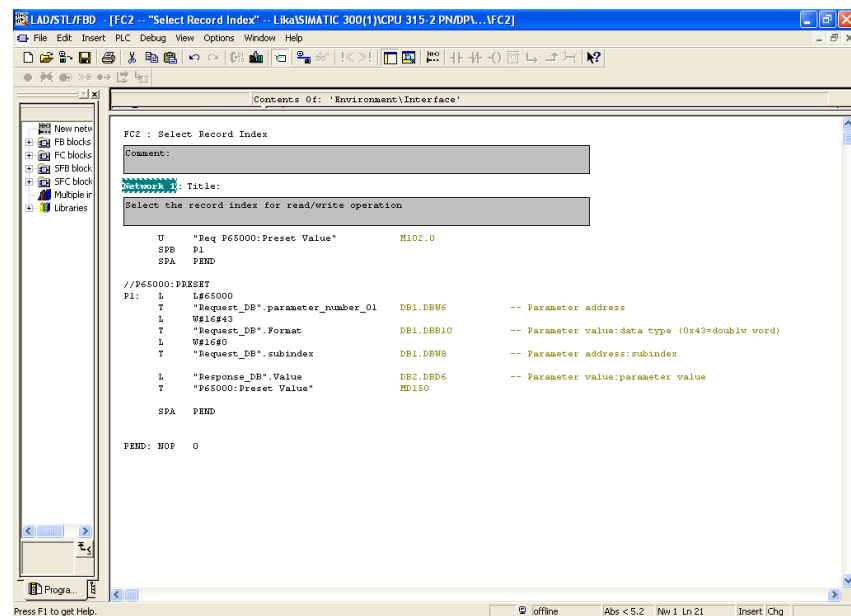 LAD/STL/FBD - [FC2 -- "Select Record Index" -- Lika\SIMATIC 300(1)\CPU 315-2 PN/DP\...\FC2]
File Edit Insert PLC Debug View Options Window Help
Contents Of: 'Environment\Interface'
New netw
FB blocks
FC blocks
SFB block
SFC block
Multiple in
Libraries
FC2 : Select Record Index
Comment:
Network 1: Title:
Select the record index for read/write operation
U "Req P65000:Preset Value" M102.0
SPB P1
SPA PEND
//P65000:PRESET
P1: L L#65000
T "Request_DB".parameter_number_01 DB1.DBW6 -- Parameter address
L W#16#43
T "Request_DB".Format DB1.DBB10 -- Parameter value:data type (0x43=doublw word)
L W#16#0
T "Request_DB".subindex DB1.DBW8 -- Parameter address:subindex
L "Response_DB".Value DB2.DBD6 -- Parameter value:parameter value
T "P65000:Preset Value" MD150
SPA PEND
PEND: NOP 0
Progra...
Press F1 to get Help.
offline Abs < 5.2 Nw 1 Ln 21 Insert Chg